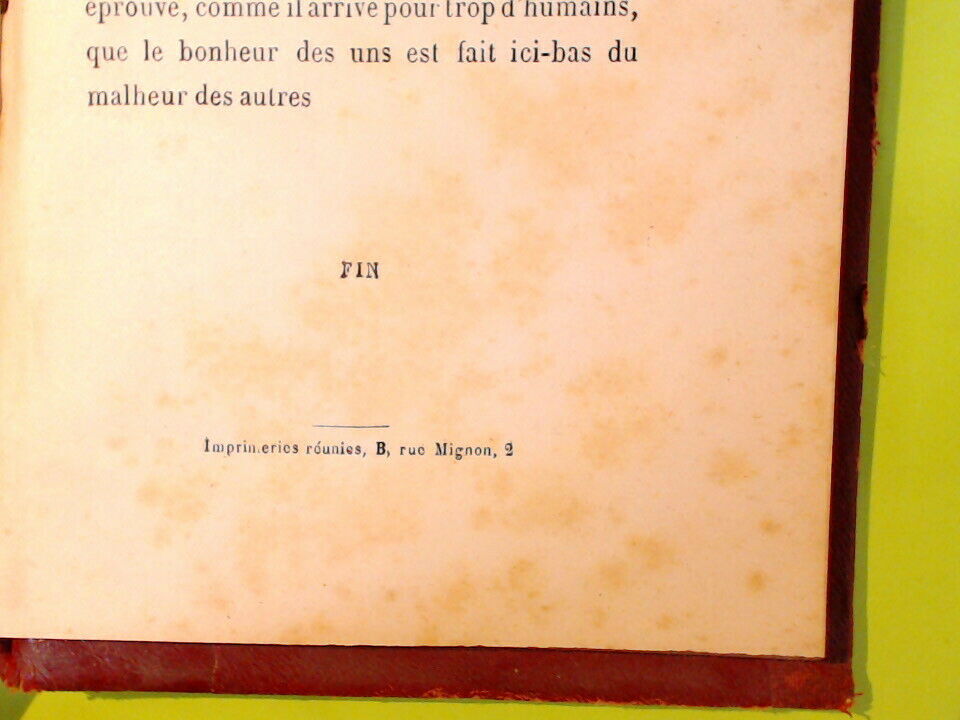 éprouve, comme il arrive pour trop d'humains,
que le bonheur des uns est fait ici-bas du
malheur des autres
FIN
Imprimeries réunies, B, rue Mignon, 2